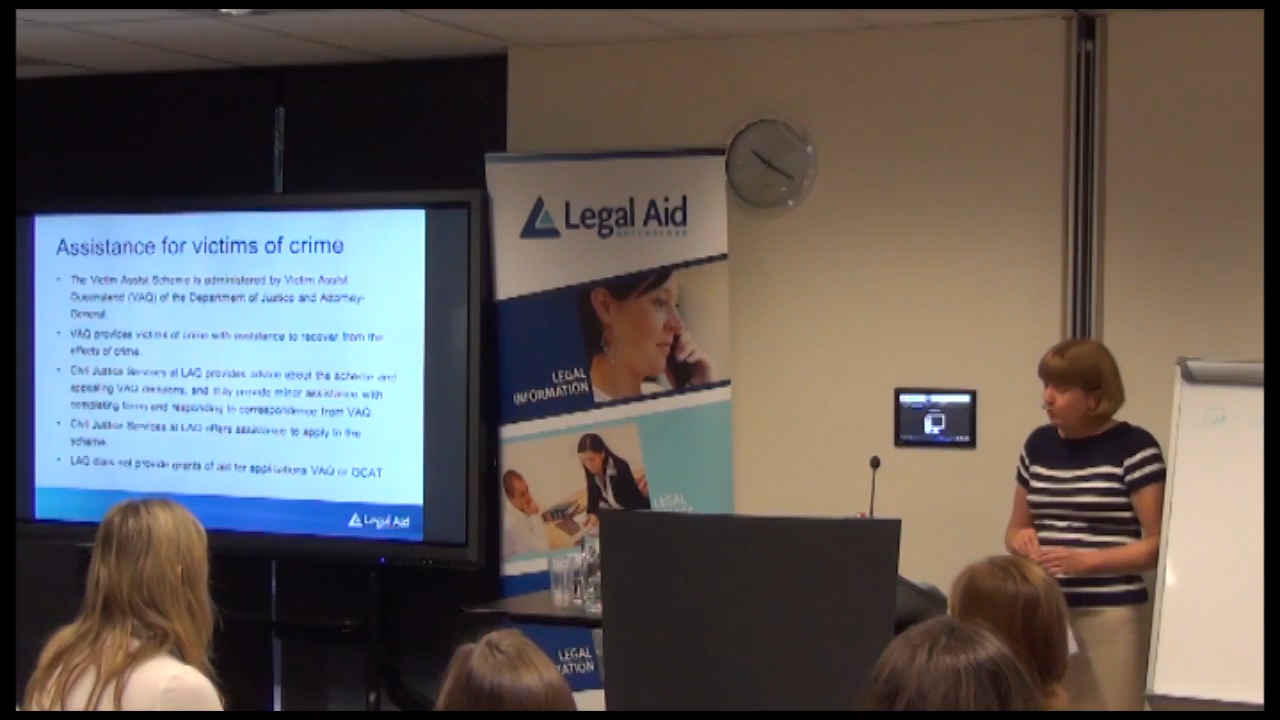 Assistance for victims of crime
• The Victim Assist Scheme is administered by Victim Assist
Queensland (VAQ) of the Department of Justice and Attorney-
General.
• VAQ provides victims of crime with assistance to recover from the
effects of crime.
• Civil Justice Services at LAQ provides advice about the scheme and
appealing VAQ decisions, and may provide minor assistance with
completing forms and responding to correspondence from VAQ.
• Civil Justice Services at LAQ offers assistance to apply to the
scheme.
• LAQ does not provide grants of aid for applications VAQ or QCAT
Legal Aid
Legal Aid
QUEENSLAND
LEGAL
INFORMATION
LEGAL
LEGAL